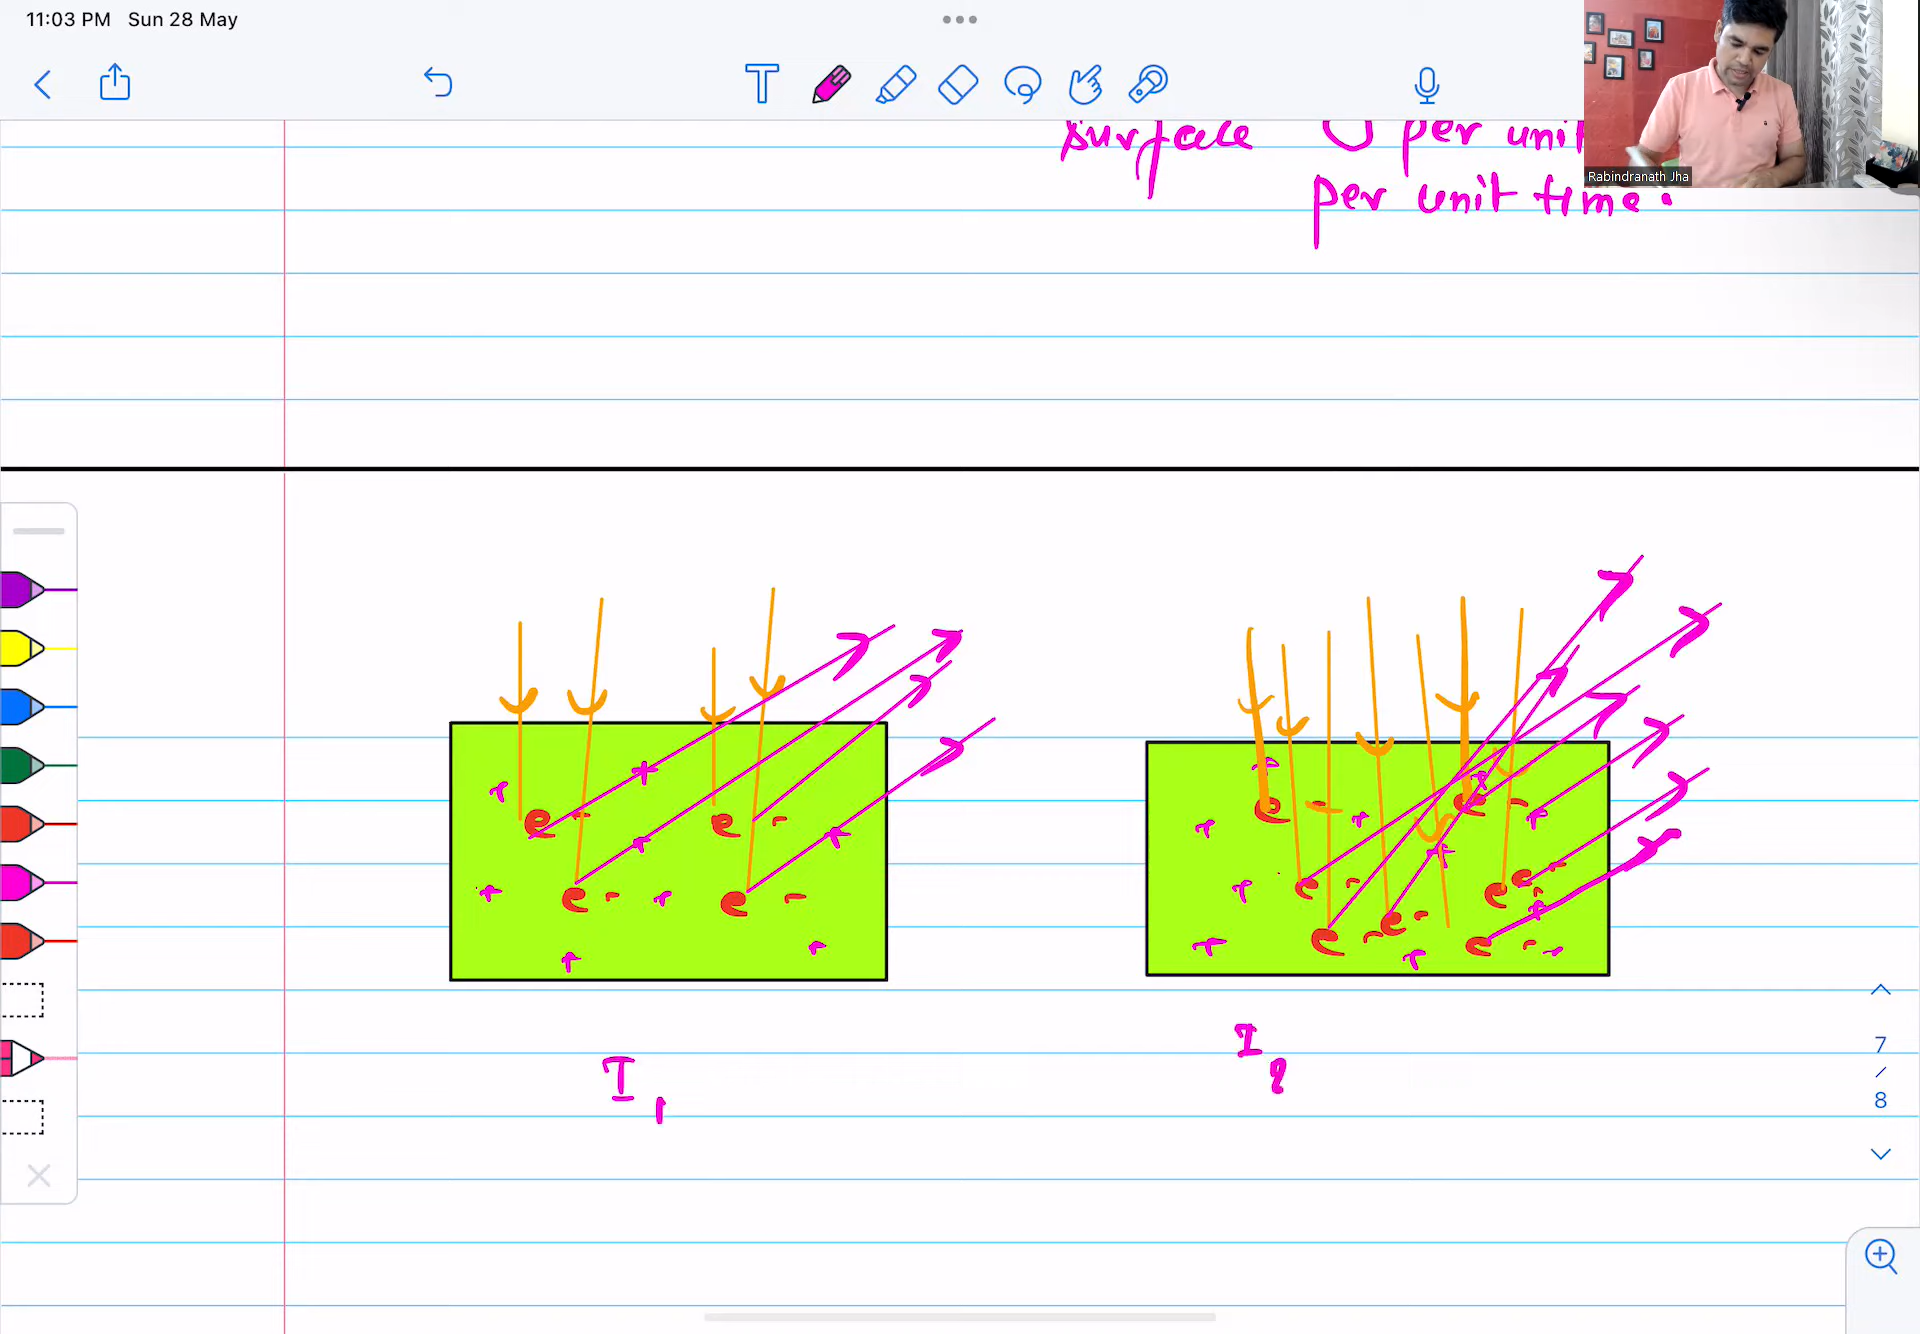 11:03 PM Sun 28 May
surface per unit
per unit time.
Rabindranath Jha
+ +
e- e-
+ +
+ e- + e-
+ +
+ +
e- + e-
+ + +
+ e- e- e-
+ e- e- + e-
+
I1
I2
7
/
8